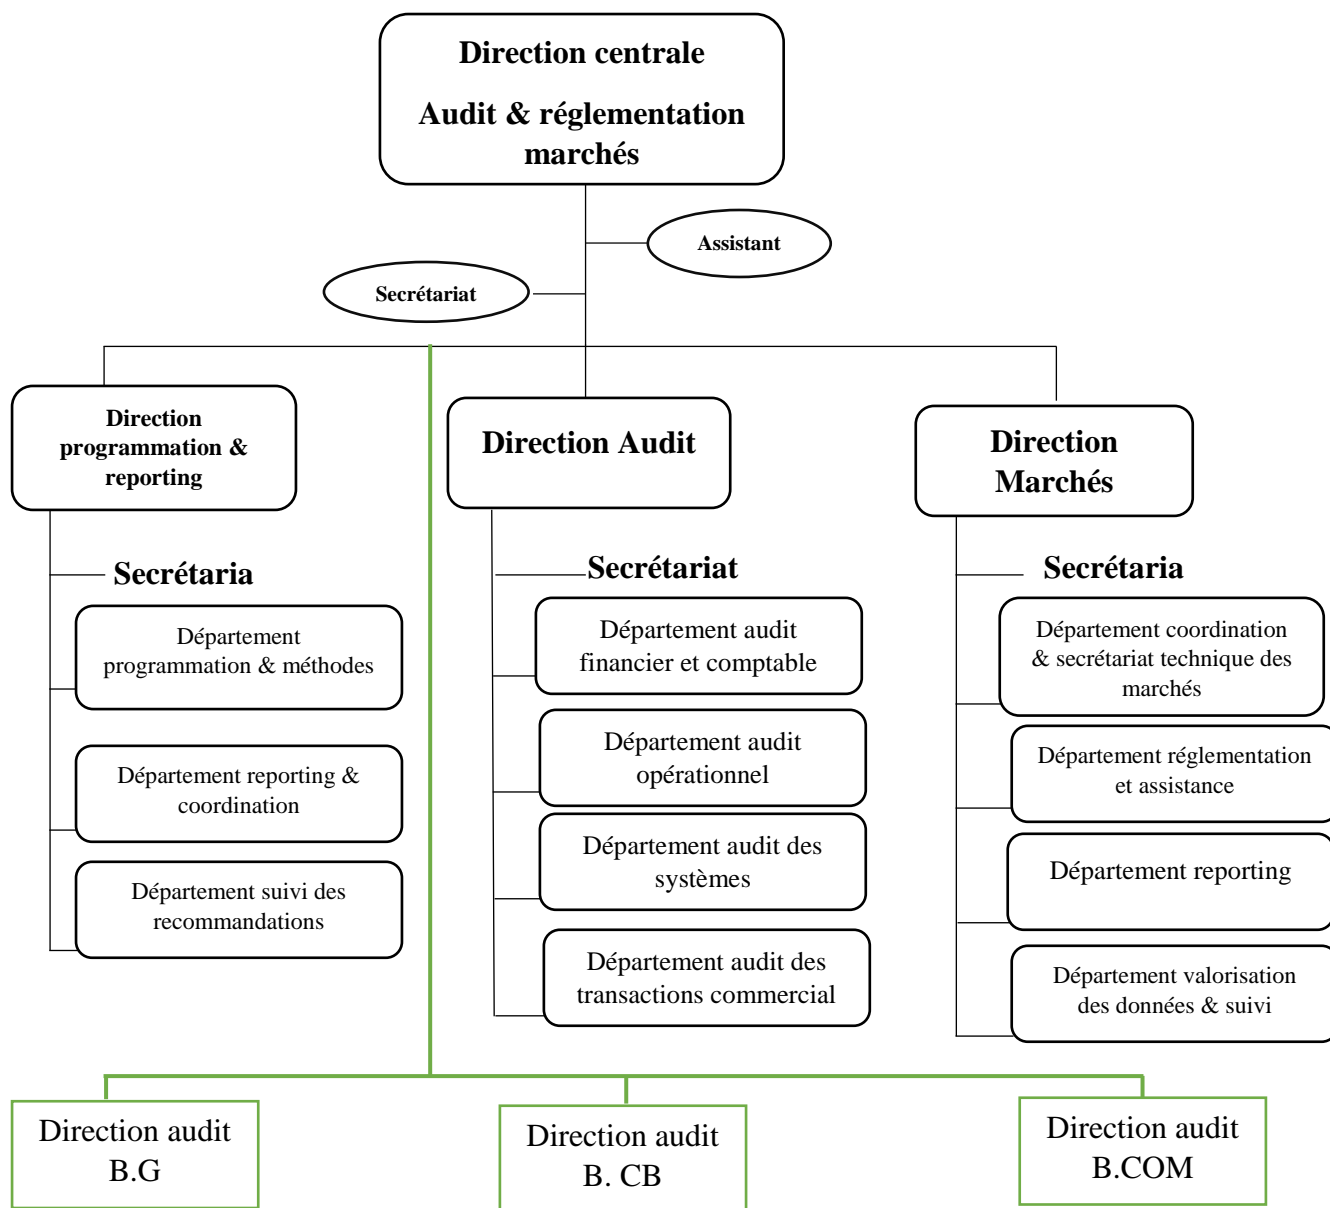 Direction centrale
Audit & réglementation
marchés
Assistant
Secrétariat
Direction
programmation &
reporting
Secrétaria
Département
programmation & méthodes
Département reporting &
coordination
Département suivi des
recommandations
Direction Audit
Secrétariat
Département audit
financier et comptable
Département audit
opérationnel
Département audit des
systèmes
Département audit des
transactions commercial
Direction
Marchés
Secrétaria
Département coordination
& secrétariat technique des
marchés
Département réglementation
et assistance
Département reporting
Département valorisation
des données & suivi
Direction audit
B.G
Direction audit
B. CB
Direction audit
B.COM